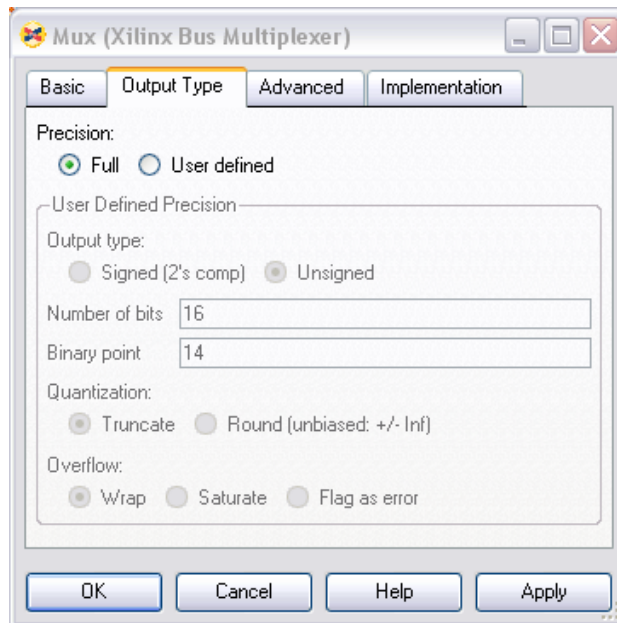 Mux (Xilinx Bus Multiplexer)
Basic Output Type Advanced Implementation
Precision:
Full User defined
User Defined Precision
Output type:
Signed (2's comp) Unsigned
Number of bits 16
Binary point 14
Quantization:
Truncate Round (unbiased: +/- Inf)
Overflow:
Wrap Saturate Flag as error
OK Cancel Help Apply